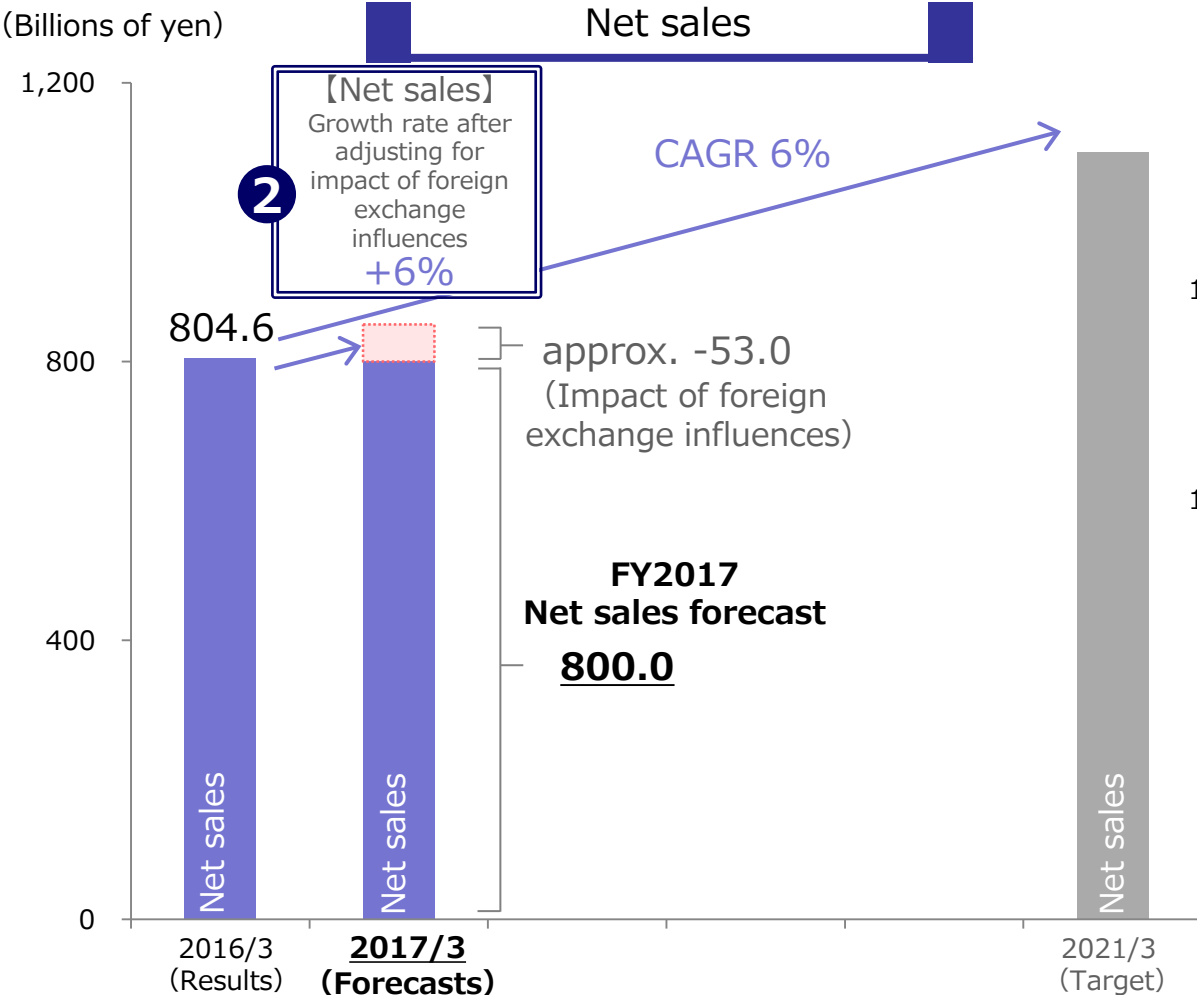 （Billions of yen）
Net sales
1,200
【Net sales】
Growth rate after
adjusting for
impact of foreign
exchange
influences
+6%
2
CAGR 6%
804.6
800
approx. -53.0
（Impact of foreign
exchange influences）
FY2017
Net sales forecast
800.0
400
Net sales
Net sales
Net sales
0
2016/3
（Results）
2017/3
（Forecasts）
2021/3
（Target）
1
1